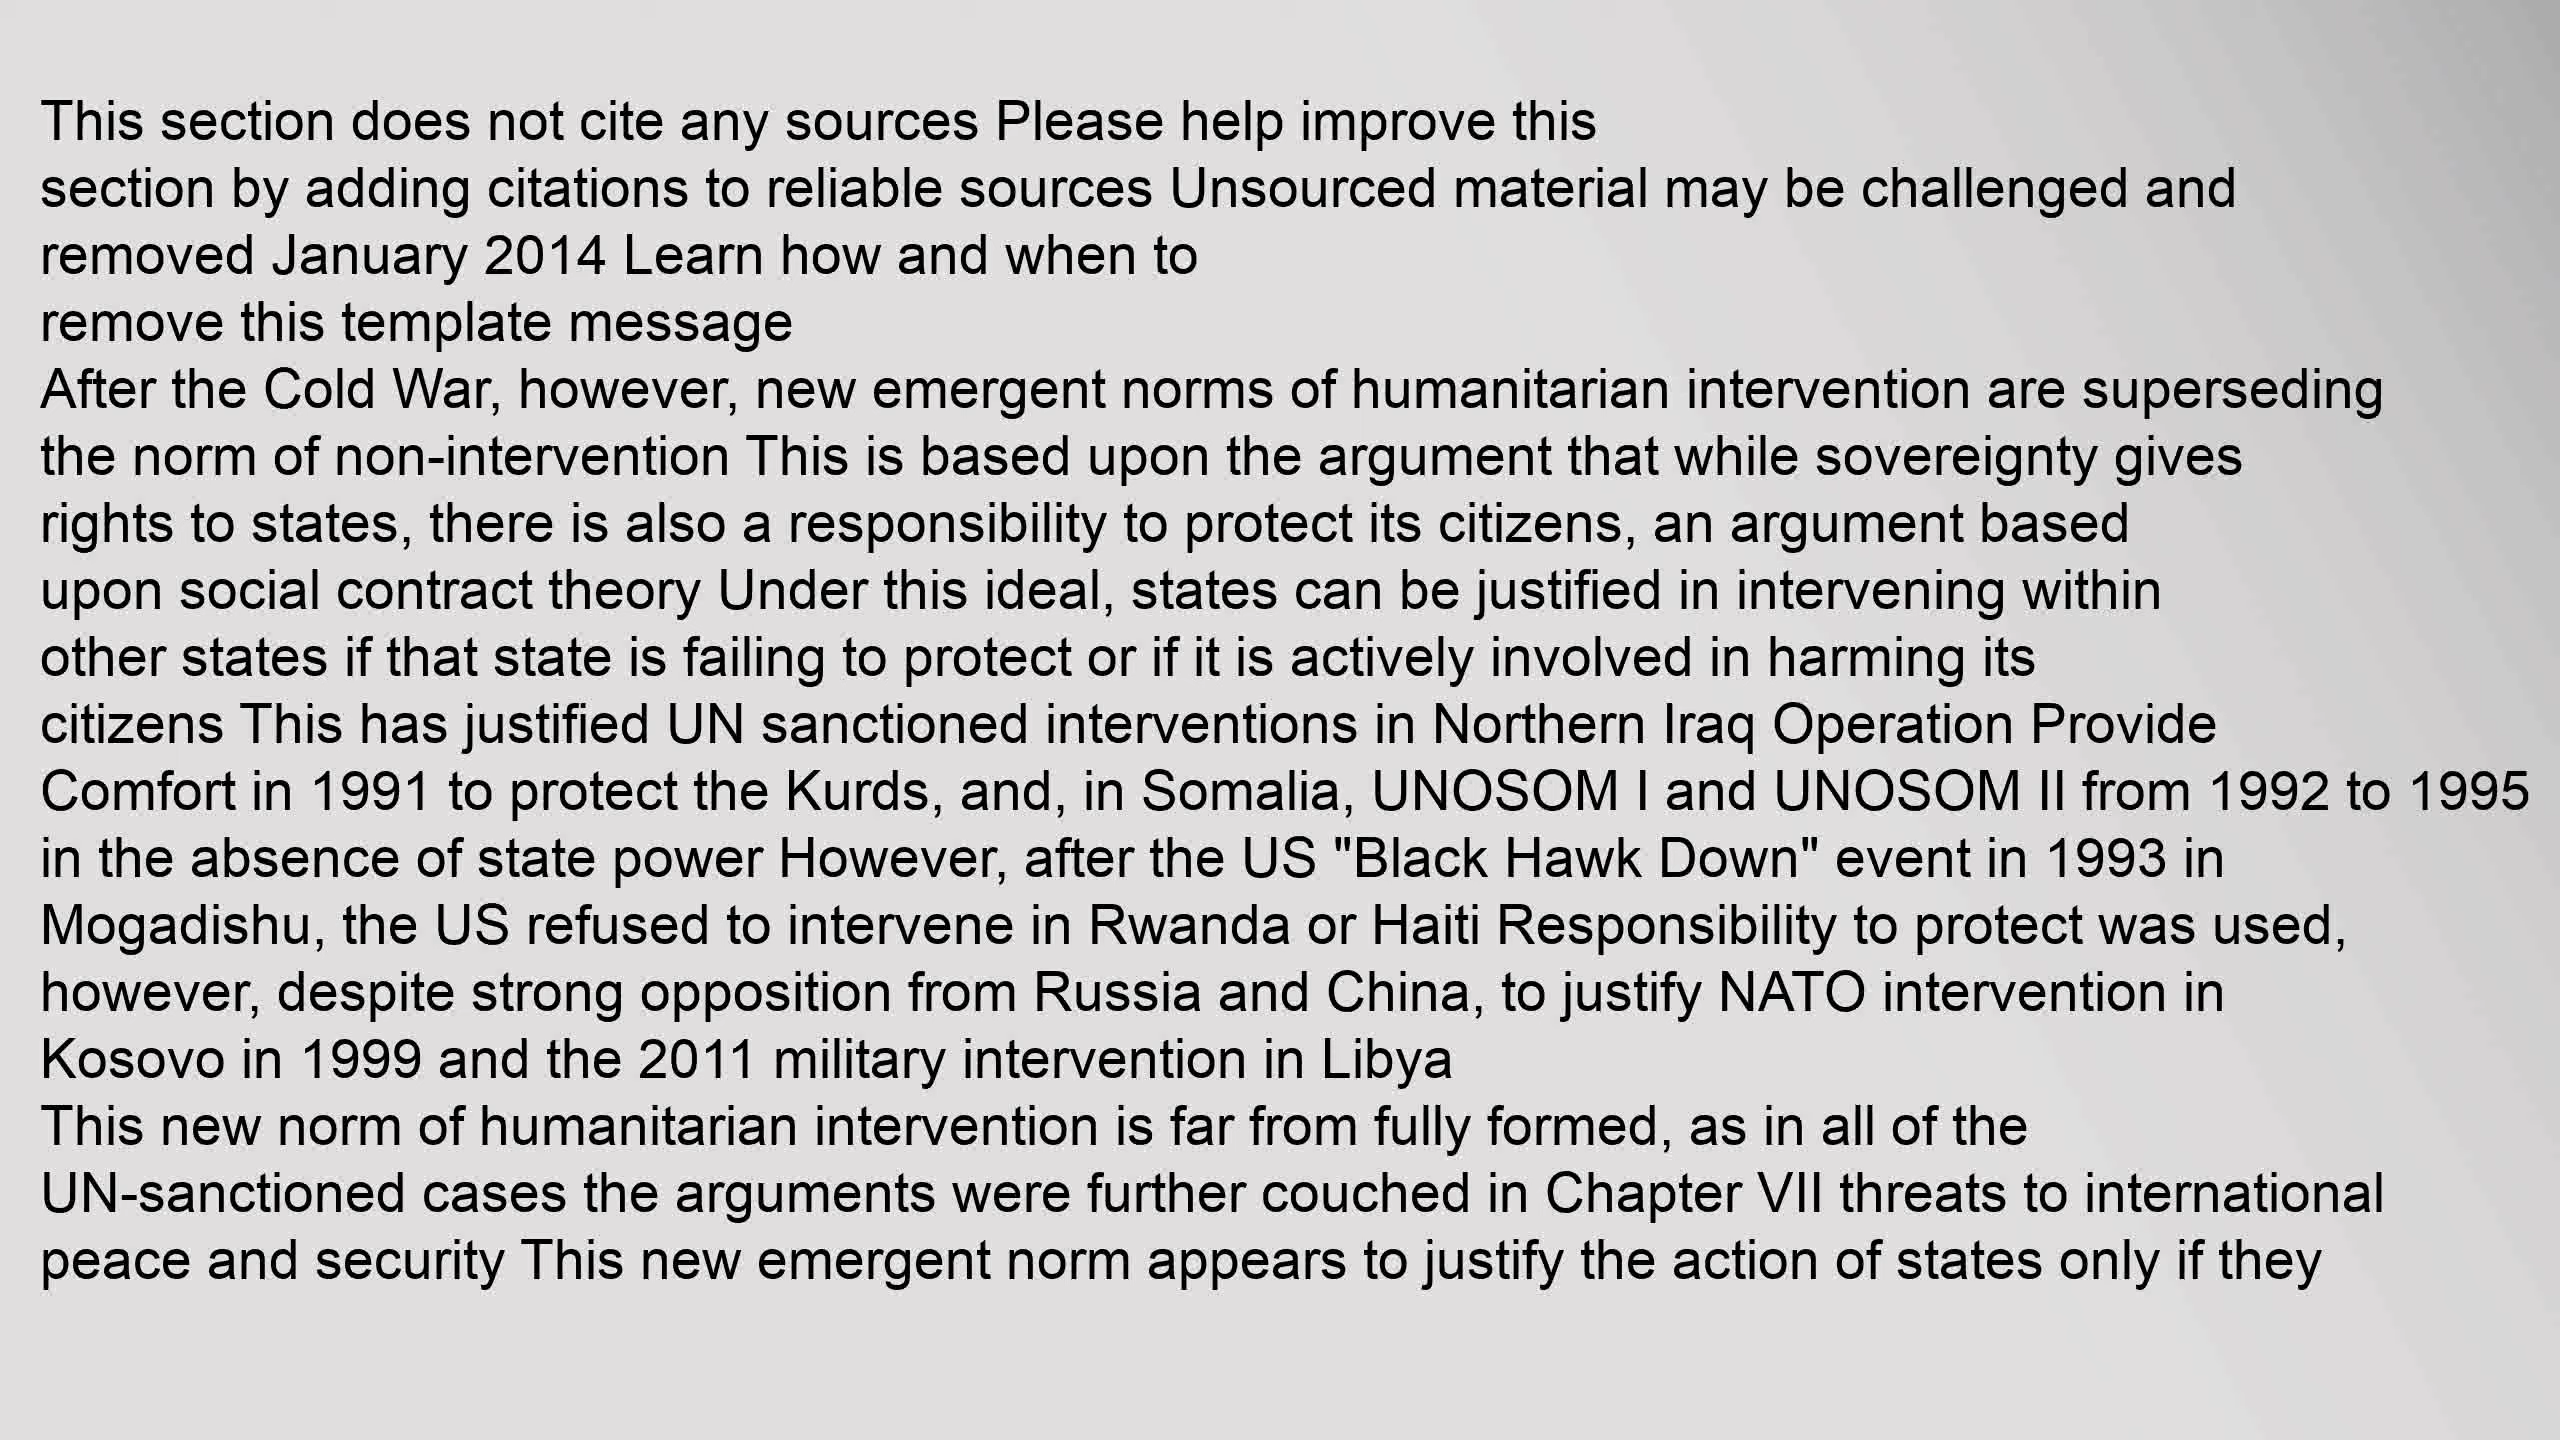 This section does not cite any sources Please help improve this
section by adding citations to reliable sources Unsourced material may be challenged and
removed January 2014 Learn how and when to
remove this template message
After the Cold War, however, new emergent norms of humanitarian intervention are superseding
the norm of non-intervention This is based upon the argument that while sovereignty gives
rights to states, there is also a responsibility to protect its citizens, an argument based
upon social contract theory Under this ideal, states can be justified in intervening within
other states if that state is failing to protect or if it is actively involved in harming its
citizens This has justified UN sanctioned interventions in Northern Iraq Operation Provide
Comfort in 1991 to protect the Kurds, and, in Somalia, UNOSOM I and UNOSOM II from 1992 to 1995
in the absence of state power However, after the US "Black Hawk Down" event in 1993 in
Mogadishu, the US refused to intervene in Rwanda or Haiti Responsibility to protect was used,
however, despite strong opposition from Russia and China, to justify NATO intervention in
Kosovo in 1999 and the 2011 military intervention in Libya
This new norm of humanitarian intervention is far from fully formed, as in all of the
UN-sanctioned cases the arguments were further couched in Chapter VII threats to international
peace and security This new emergent norm appears to justify the action of states only if they